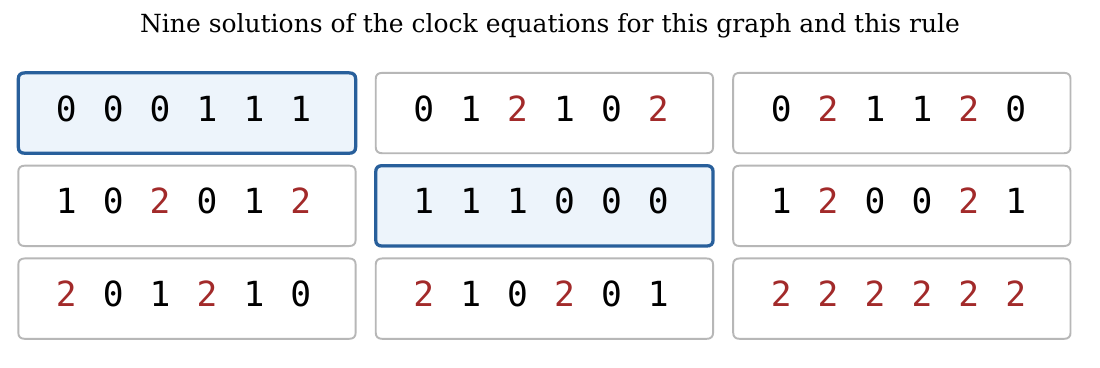 Nine solutions of the clock equations for this graph and this rule
0 0 0 1 1 1
0 1 2 1 0 2
0 2 1 1 2 0
1 0 2 0 1 2
1 1 1 0 0 0
1 2 0 0 2 1
2 0 1 2 1 0
2 1 0 2 0 1
2 2 2 2 2 2